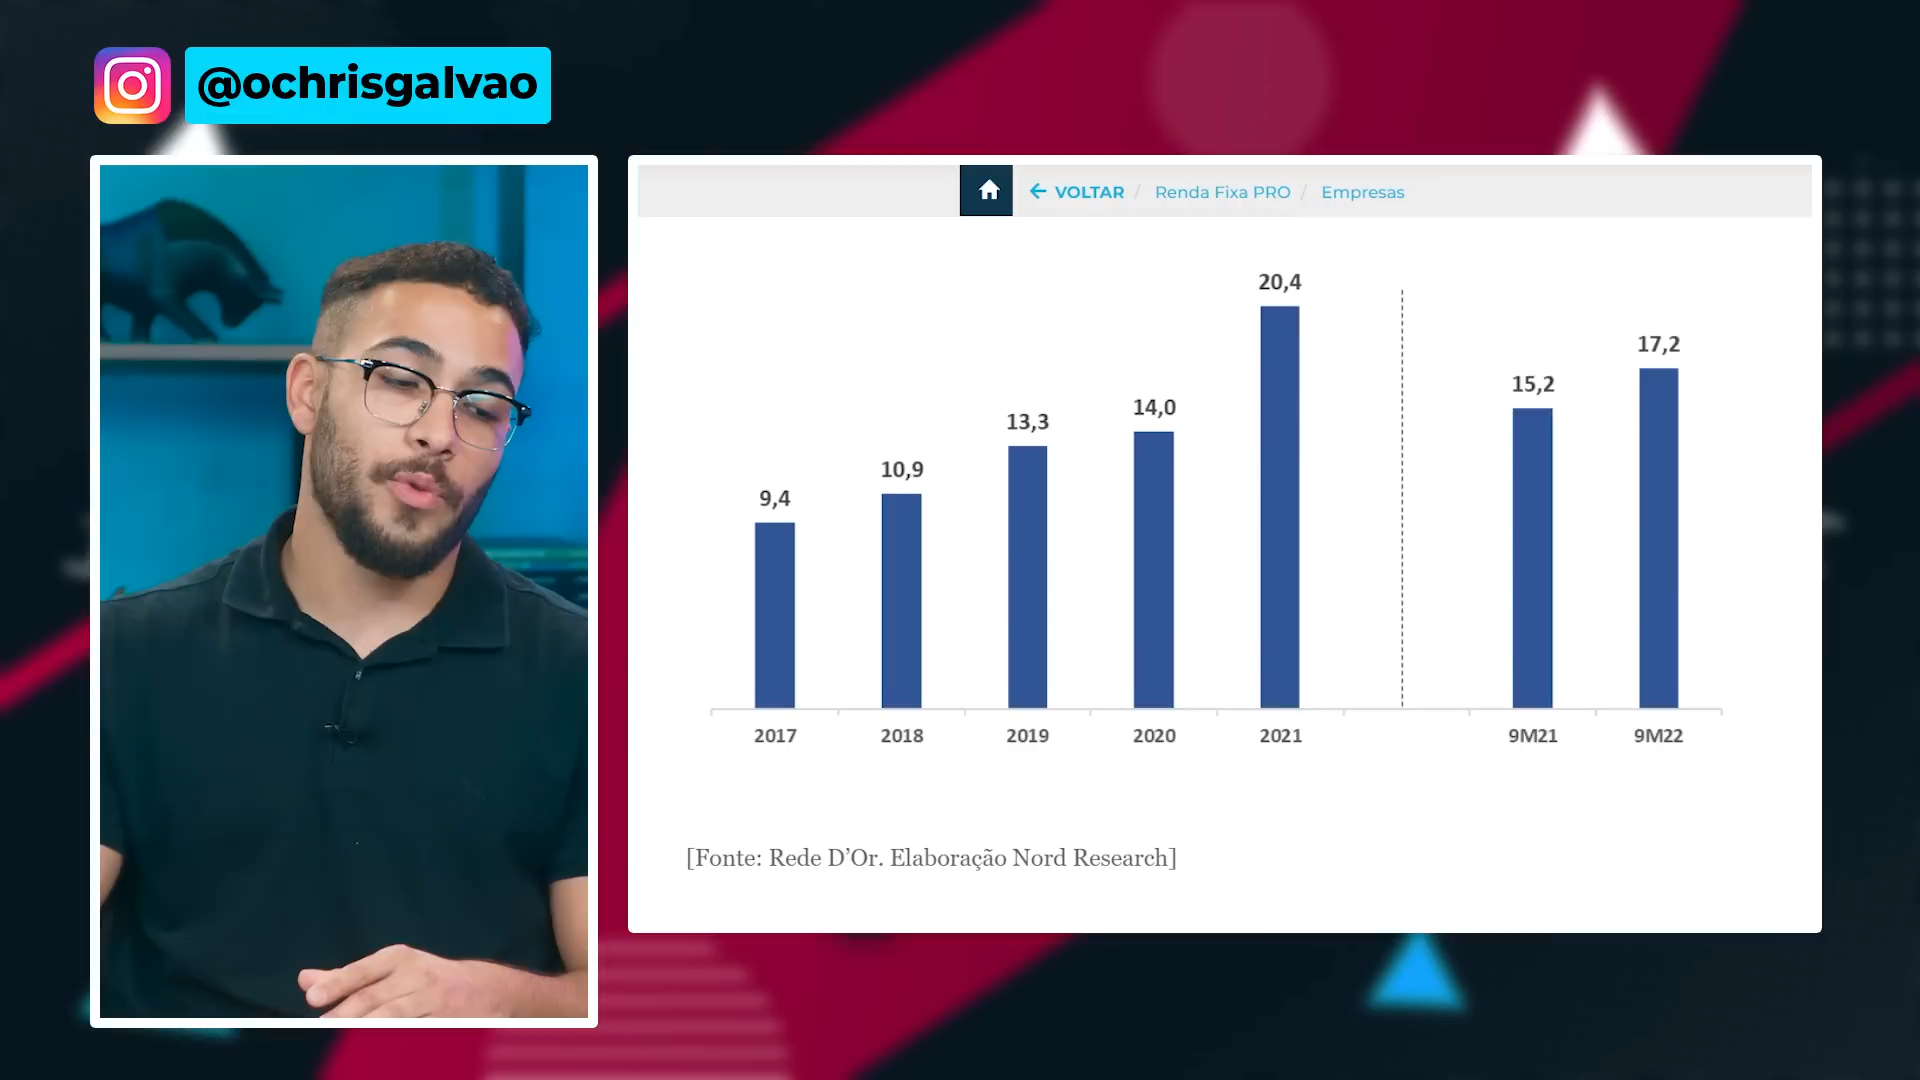 @ochrisgalvao
VOLTAR / Renda Fixa PRO / Empresas
20,4
17,2
15,2
14,0
13,3
10,9
9,4
2017 2018 2019 2020 2021 9M21 9M22
[Fonte: Rede D’Or. Elaboração Nord Research]